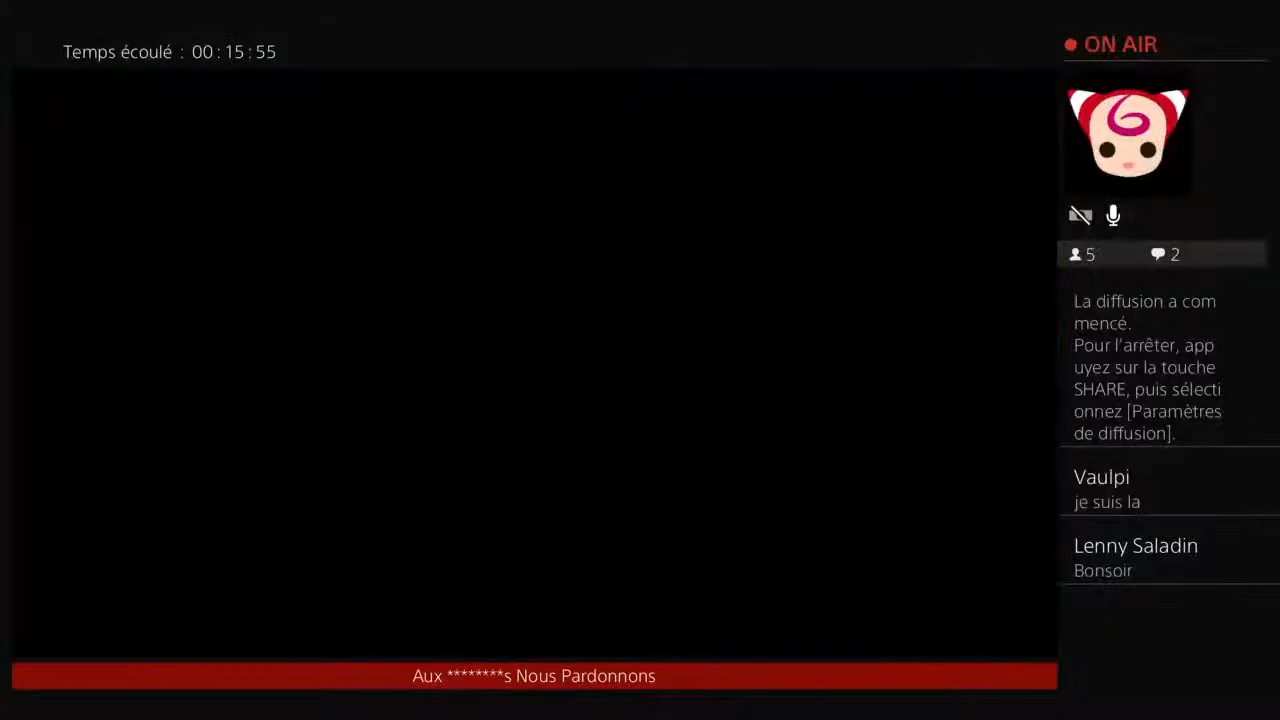 Temps écoulé : 00:15:55
ON AIR
5 2
La diffusion a com
mencé.
Pour l'arrêter, app
uyez sur la touche
SHARE, puis sélecti
onnez [Paramètres
de diffusion].
Vaulpi
je suis la
Lenny Saladin
Bonsoir
Aux ********s Nous Pardonnons